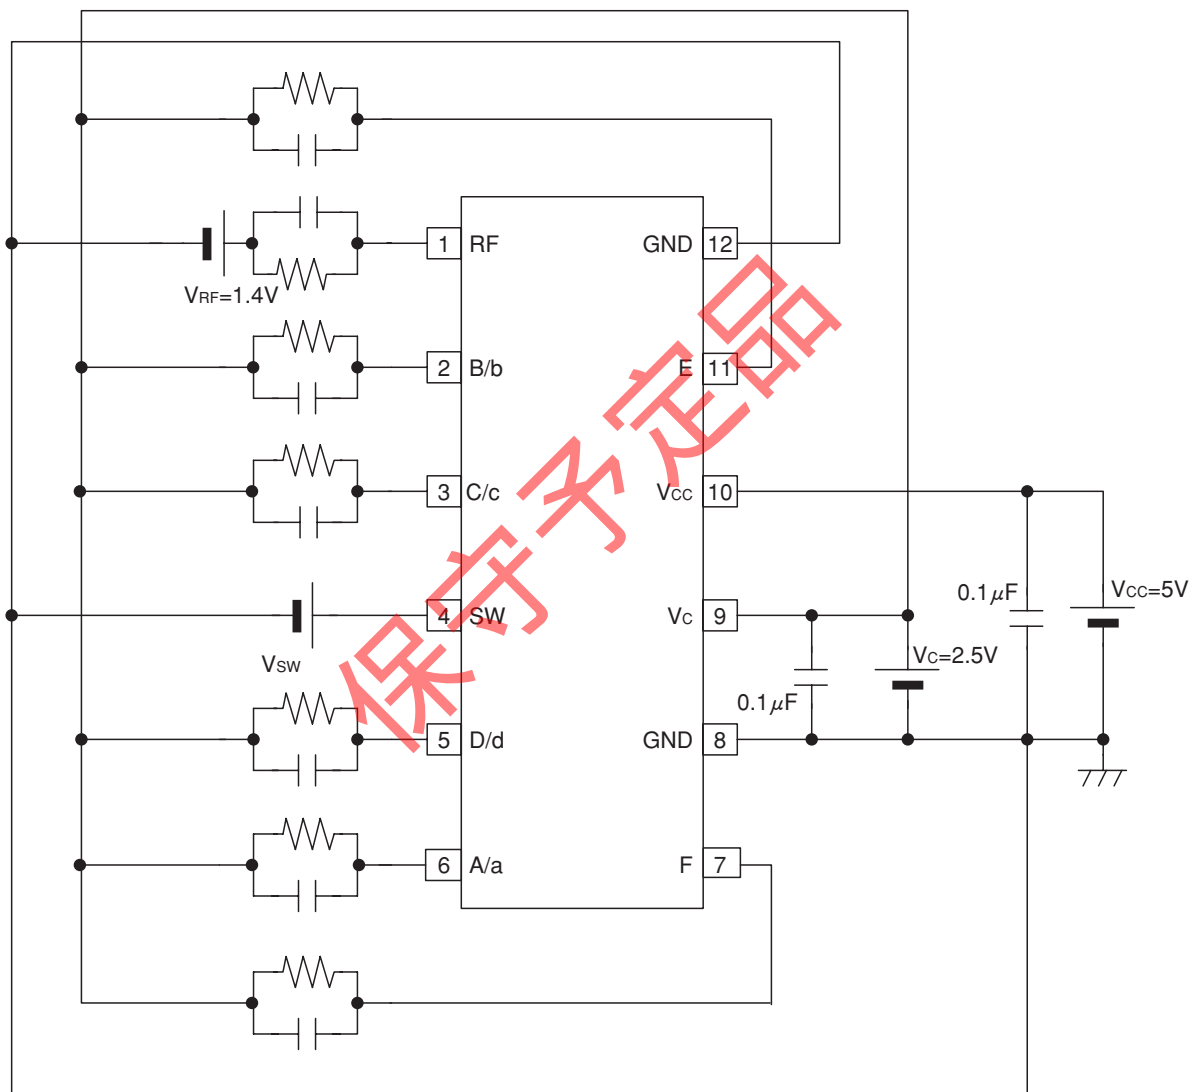 VRF=1.4V
1 RF
GND 12
2 B/b
E 11
3 C/c
VCC 10
0.1μF
VCC=5V
4 SW
VC 9
VSW
VC=2.5V
0.1μF
5 D/d
GND 8
6 A/a
F 7
保守予定品